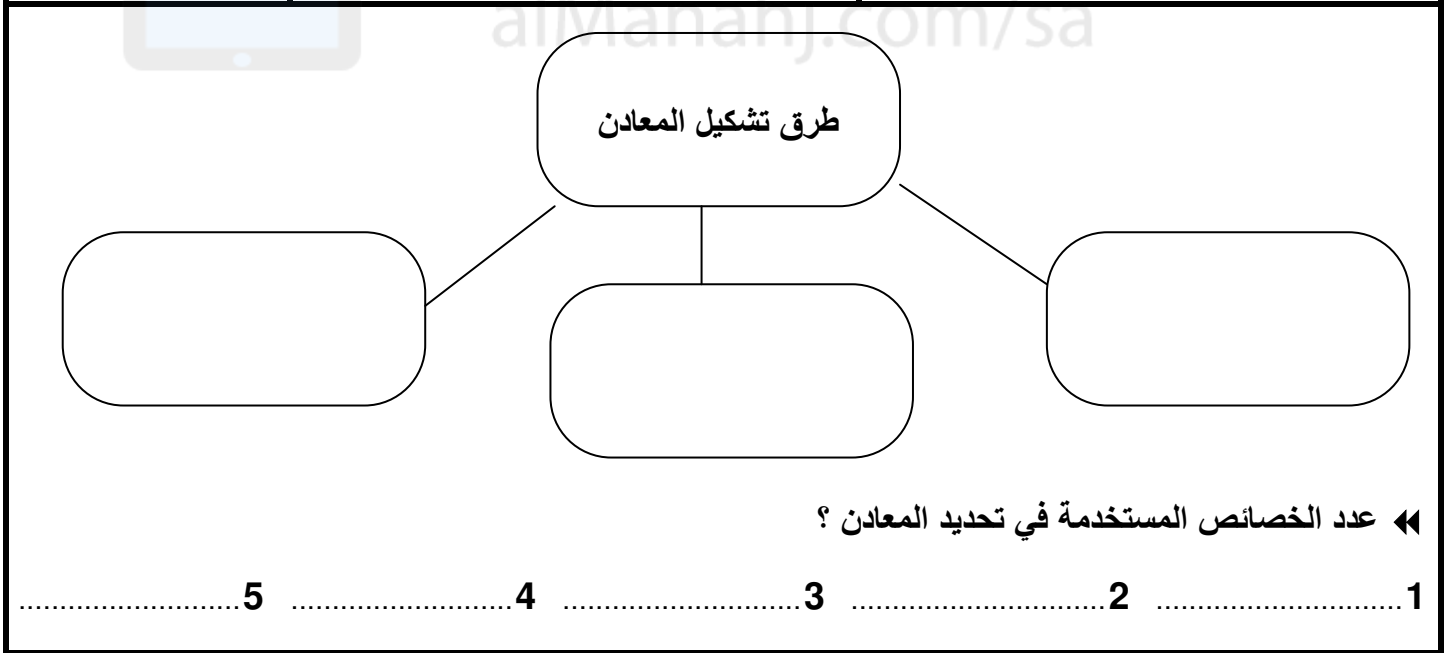 alManahj.com/sa
طرق تشكيل المعادن
عدد الخصائص المستخدمة في تحديد المعادن ؟
1.............................. 2.............................. 3............................. 4........................... 5...........................